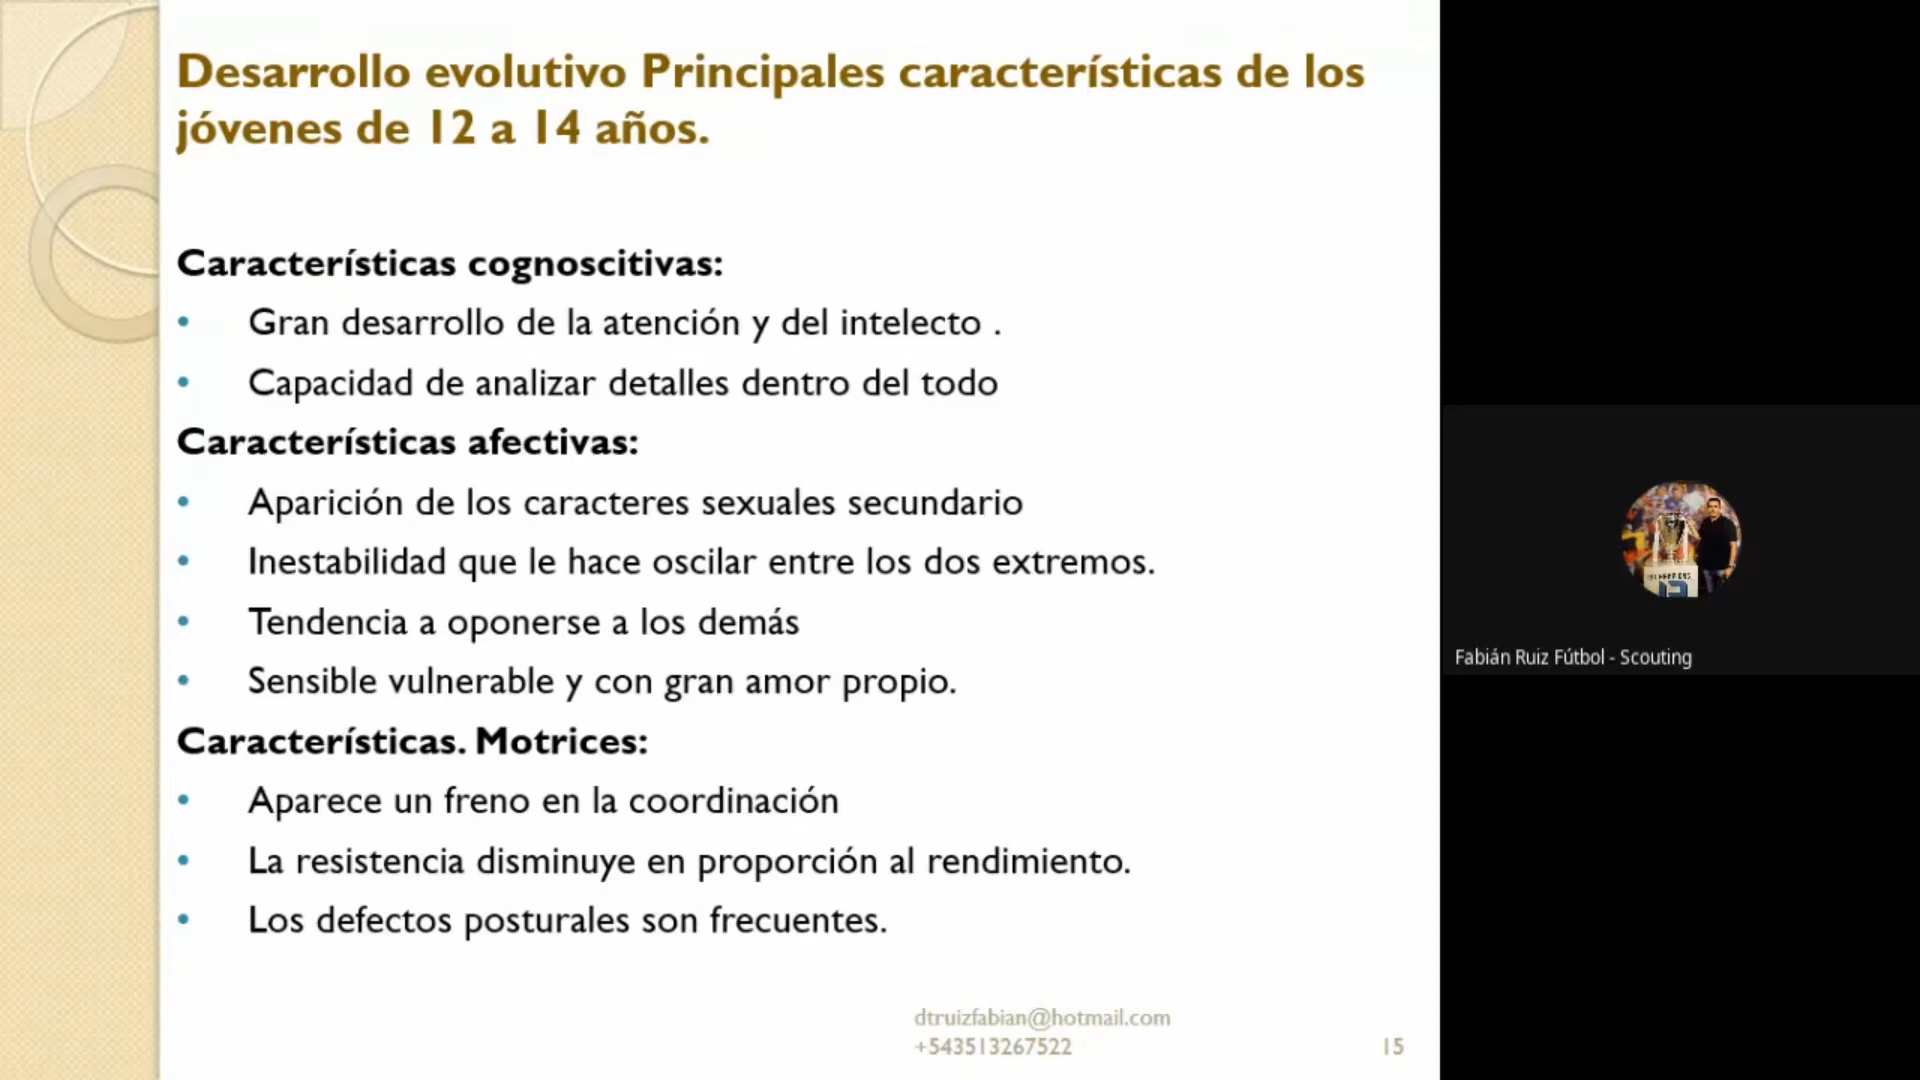 Desarrollo evolutivo Principales características de los
jóvenes de 12 a 14 años.
Características cognoscitivas:
• Gran desarrollo de la atención y del intelecto .
• Capacidad de analizar detalles dentro del todo
Características afectivas:
• Aparición de los caracteres sexuales secundario
• Inestabilidad que le hace oscilar entre los dos extremos.
• Tendencia a oponerse a los demás
• Sensible vulnerable y con gran amor propio.
Características. Motrices:
• Aparece un freno en la coordinación
• La resistencia disminuye en proporción al rendimiento.
• Los defectos posturales son frecuentes.
dtruizfabian@hotmail.com
+543513267522
15
Fabián Ruiz Fútbol - Scouting